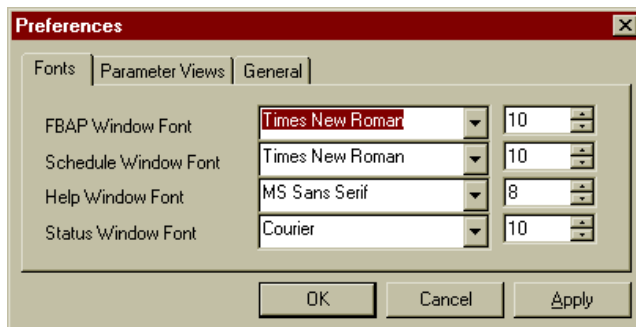 Preferences
Fonts Parameter Views General
FBAP Window Font Times New Roman 10
Schedule Window Font Times New Roman 10
Help Window Font MS Sans Serif 8
Status Window Font Courier 10
OK Cancel Apply